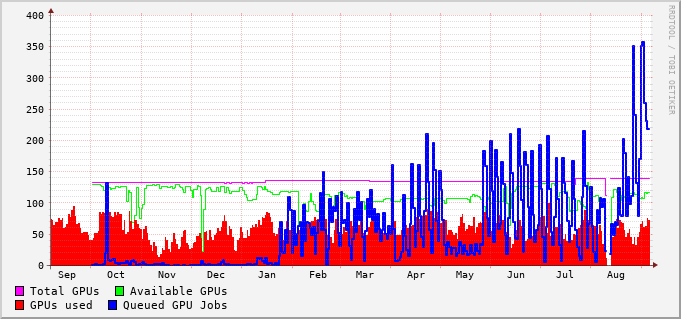 400
350
300
250
200
150
100
50
0
Sep Oct Nov Dec Jan Feb Mar Apr May Jun Jul Aug
Total GPUs Available GPUs
GPUs used Queued GPU Jobs
RRDTOOL / TOBI OETIKER